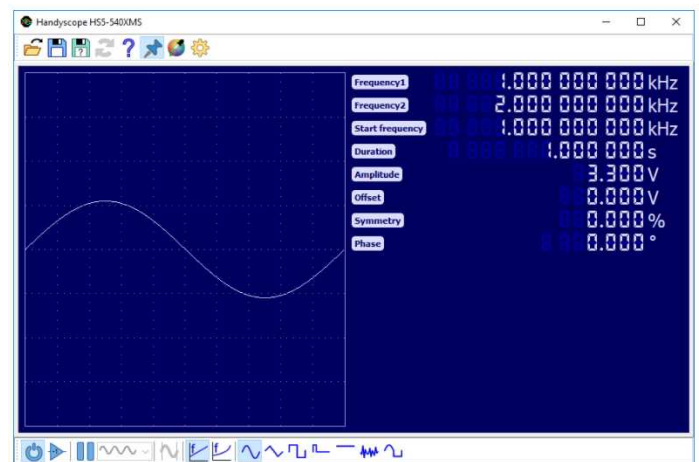 Handyscope HS5-540XMS
Frequency1 1.000 000 000 kHz
Frequency2 2.000 000 000 kHz
Start frequency 1.000 000 000 kHz
Duration 1.000 000 s
Amplitude 3.300 V
Offset 0.000 V
Symmetry 0.000 %
Phase 0.000 °